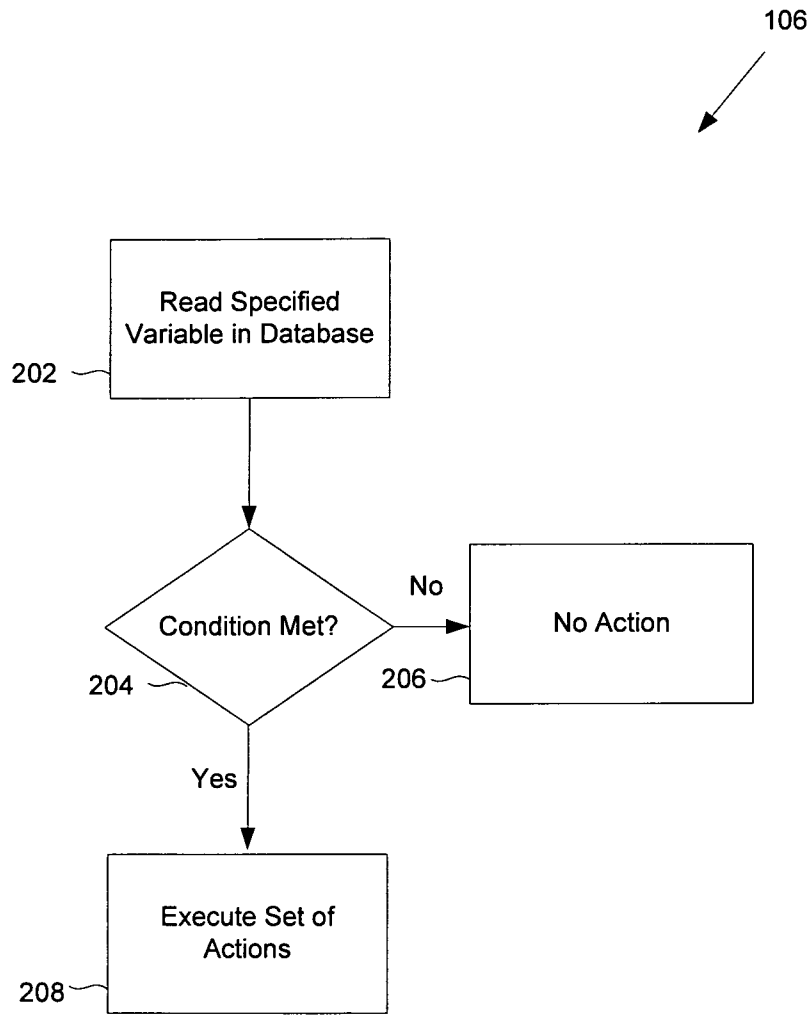 106
Read Specified
Variable in Database
202
Condition Met?
No
204
No Action
206
Yes
Execute Set of
Actions
208